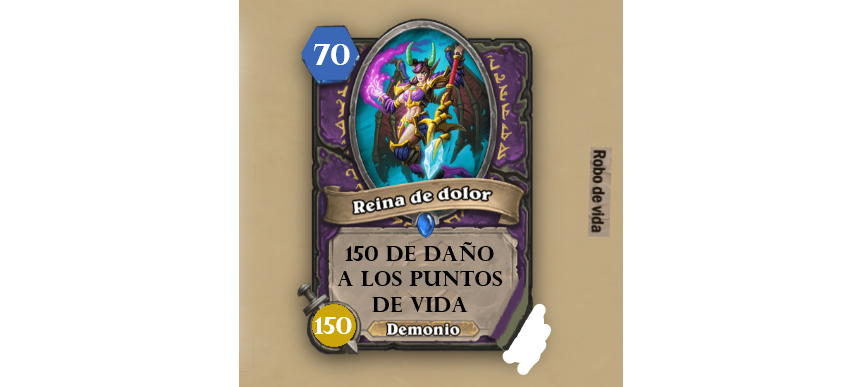 70
Reina de dolor
150 DE DAÑO
A LOS PUNTOS
DE VIDA
150
Demonio
Robo de vida